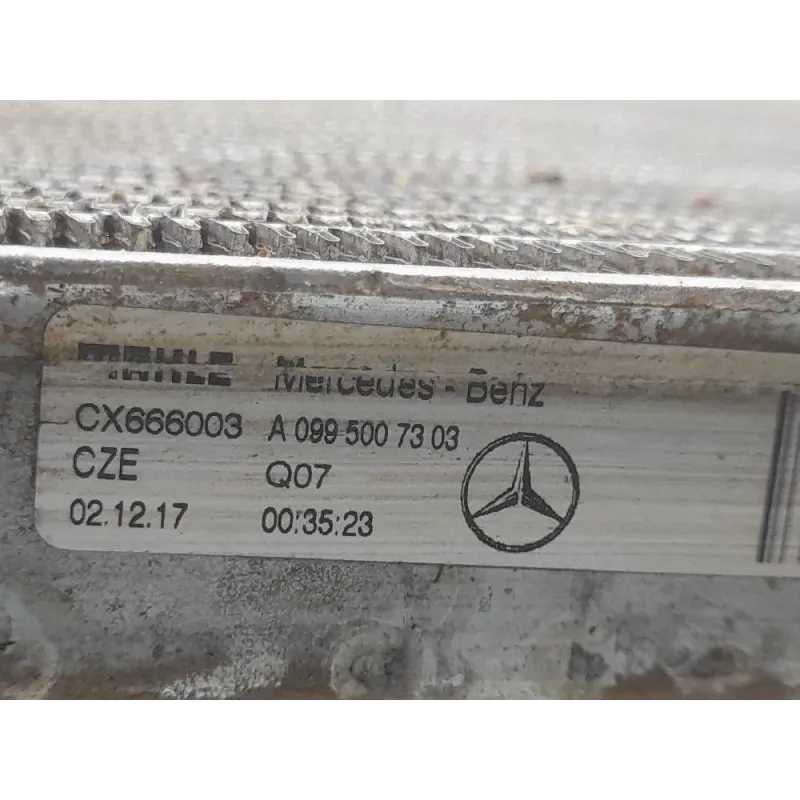 MAHLE Mercedes - Benz
CX666003 A 099 500 73 03
CZE Q07
02.12.17 00:35:23